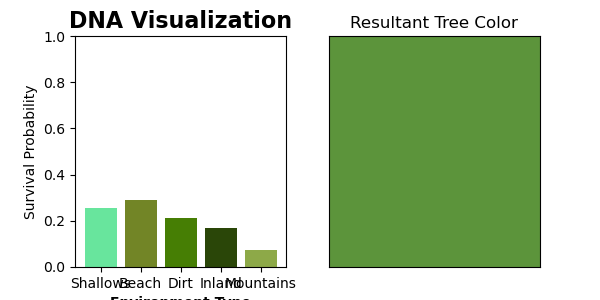 DNA Visualization
Resultant Tree Color
1.0
0.8
0.6
0.4
0.2
0.0
Survival Probability
Shallows Beach Dirt Inland Mountains
Environment Type